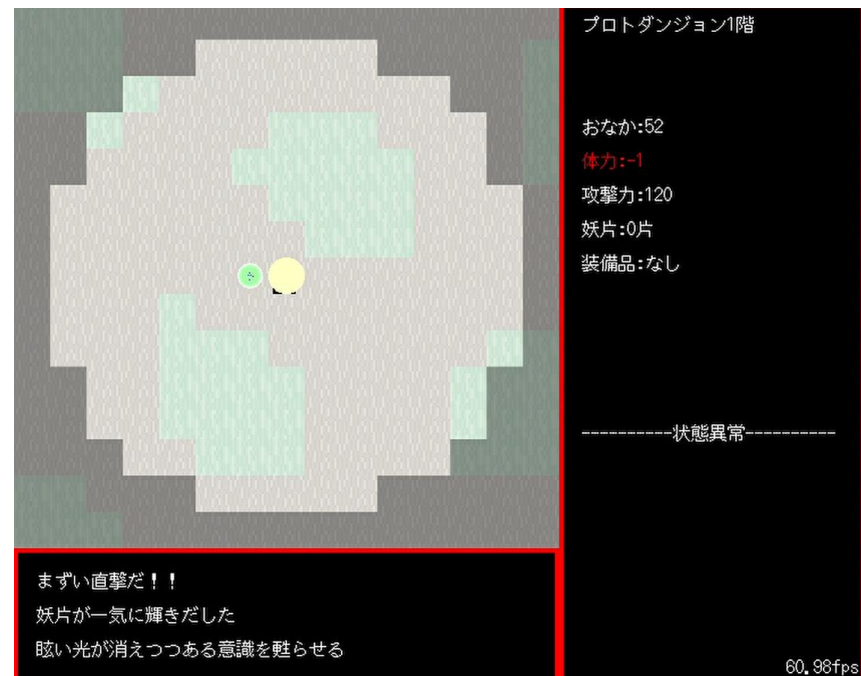 プロトダンジョン1階
おなか:52
体力:-1
攻撃力:120
妖片:0片
装備品:なし
----------状態異常----------
まずい直撃だ！！
妖片が一気に輝きだした
眩い光が消えつつある意識を甦らせる
60.98fps